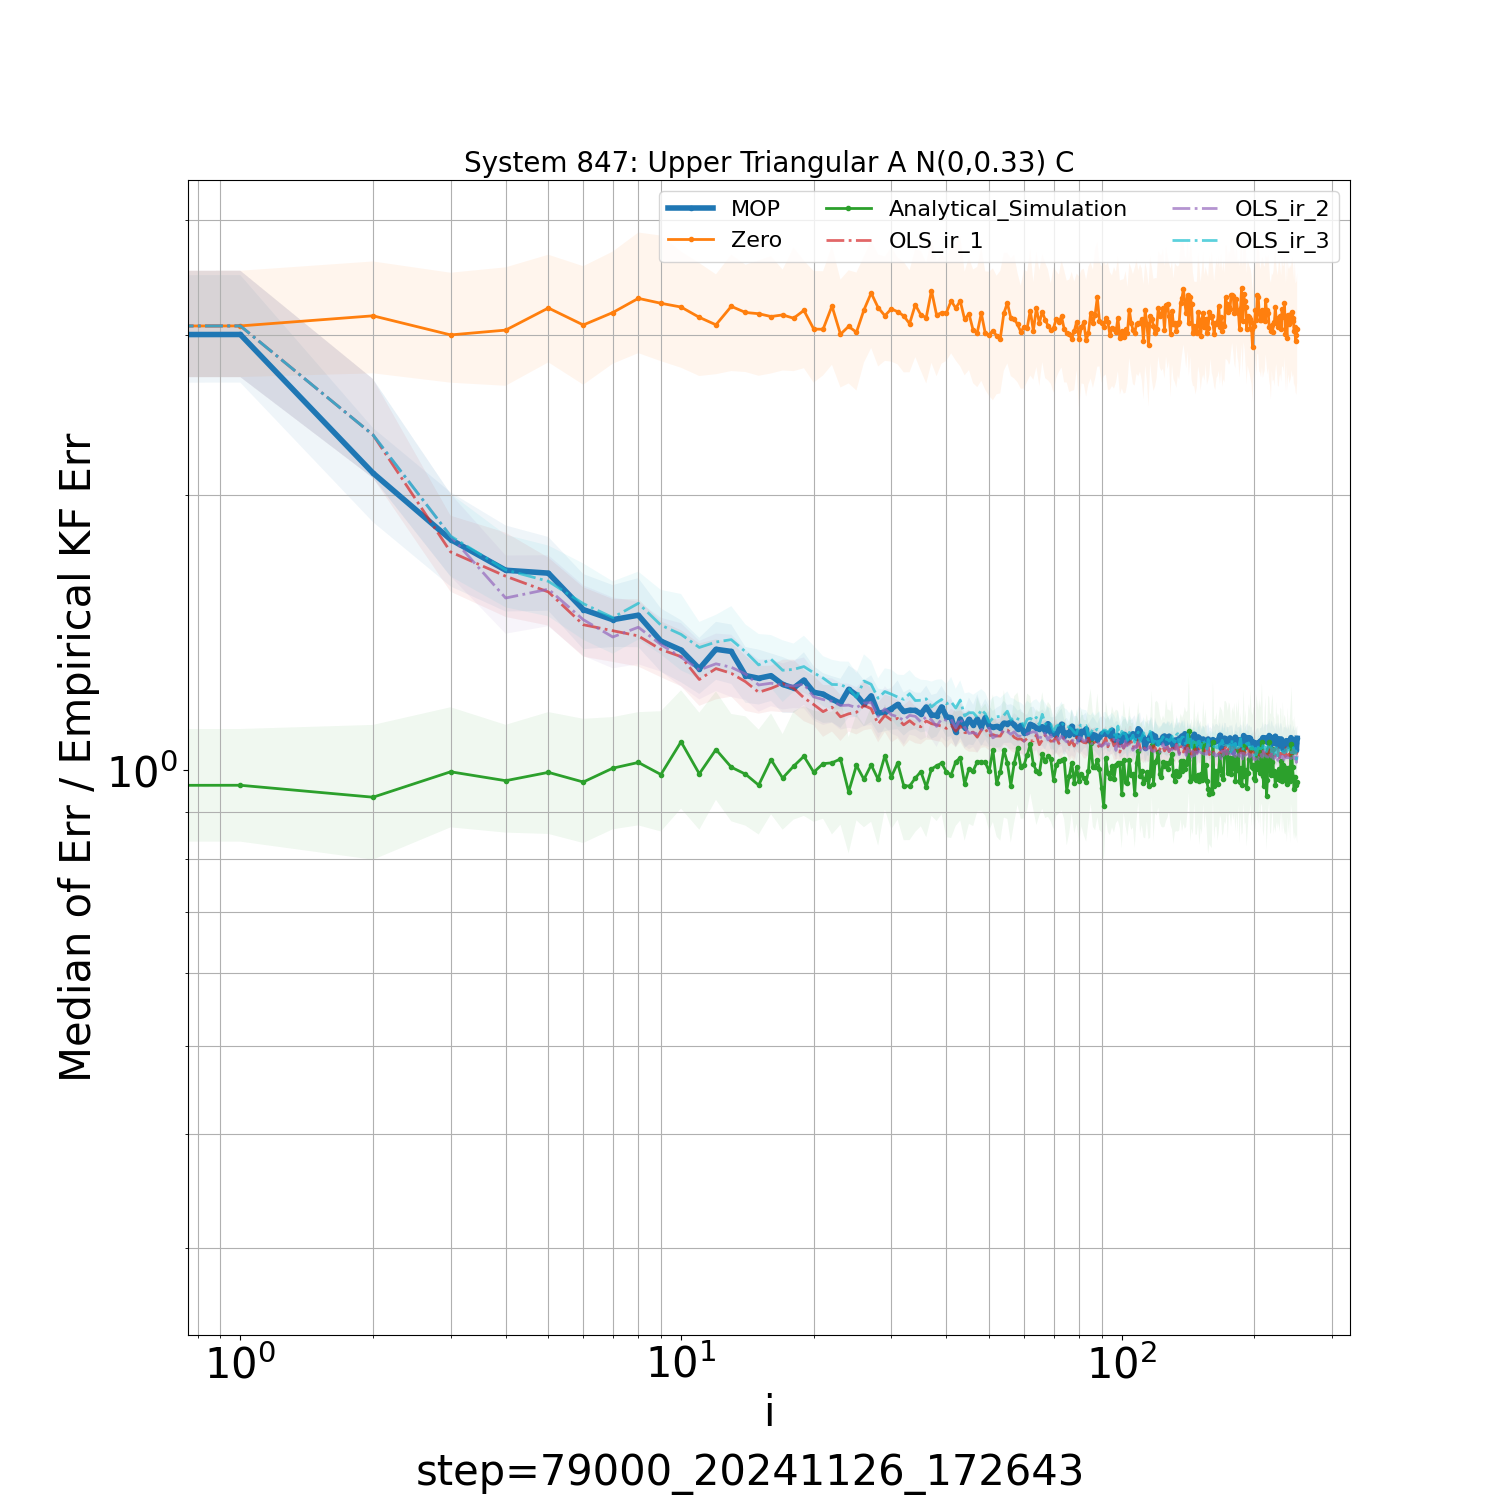 System 847: Upper Triangular A N(0,0.33) C
MOP
Zero
Analytical_Simulation
OLS_ir_1
OLS_ir_2
OLS_ir_3
Median of Err / Empirical KF Err
10⁰
10⁰ 10¹ 10²
i
step=79000_20241126_172643